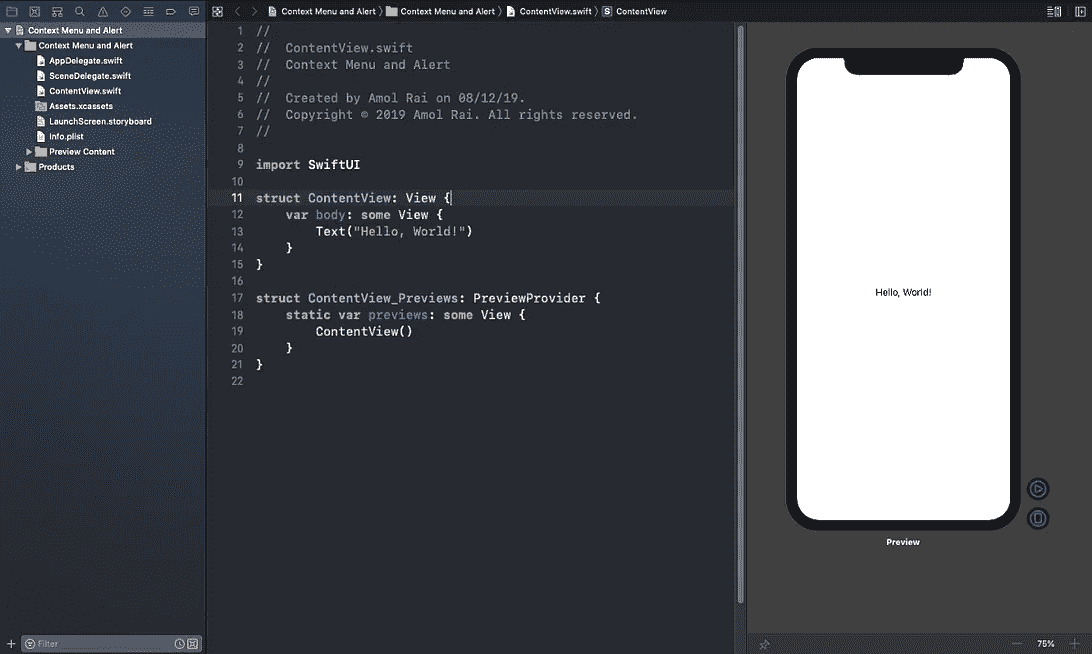 Context Menu and Alert
Context Menu and Alert
AppDelegate.swift
SceneDelegate.swift
ContentView.swift
Assets.xcassets
LaunchScreen.storyboard
Info.plist
Preview Content
Products
Filter
Context Menu and Alert 〉 Context Menu and Alert 〉 ContentView.swift 〉 S ContentView
1 //
2 //  ContentView.swift
3 //  Context Menu and Alert
4 //
5 //  Created by Amol Rai on 08/12/19.
6 //  Copyright © 2019 Amol Rai. All rights reserved.
7 //
8
9 import SwiftUI
10
11 struct ContentView: View {
12     var body: some View {
13         Text("Hello, World!")
14     }
15 }
16
17 struct ContentView_Previews: PreviewProvider {
18     static var previews: some View {
19         ContentView()
20     }
21 }
22
Hello, World!
Preview
75%